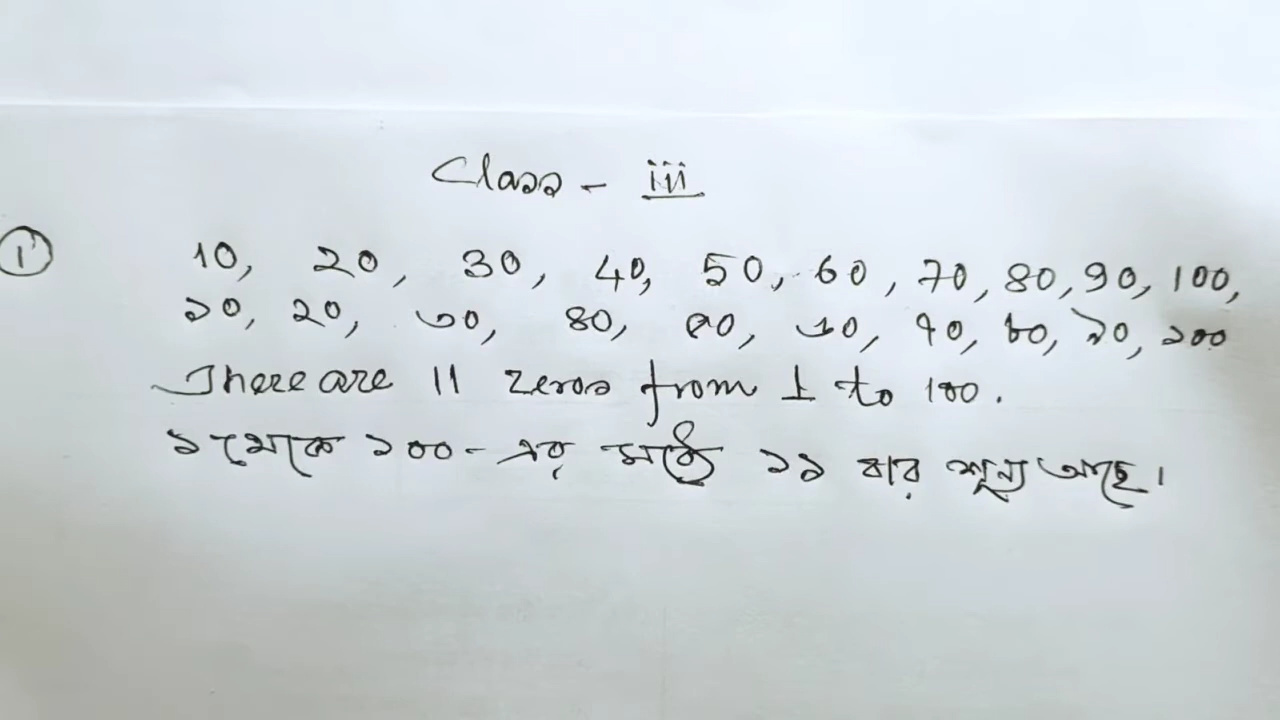 Class - iii
① 10, 20, 30, 40, 50, 60, 70, 80, 90, 100,
১০, ২০, ৩০, ৪০, ৫০, ৬০, ৭০, ৮০, ৯০, ১০০
There are 11 zeros from 1 to 100.
১ থেকে ১০০-এর মধ্যে ১১ বার শূন্য আছে।